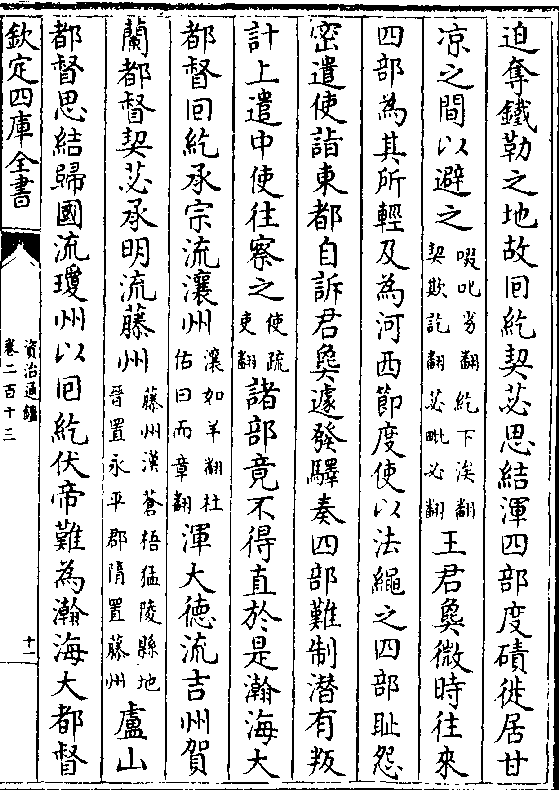 迫奪鐵勒之地故囘紇契苾思結渾四部度磧徙居甘
凉之間以避之啜叱劣翻紇下没翻契欺訖翻苾毗必翻王君㚟微時往來
四部為其所輕及為河西節度使以法繩之四部耻怨
密遣使詣東都自訴君㚟遽發驛奏四部難制潛有叛
計上遣中使往察之使疏吏翻諸部竟不得直於是瀚海大
都督囘紇承宗流瀼州瀼如羊翻杜佑曰而章翻渾大德流吉州賀
蘭都督契苾承明流藤州藤州漢蒼梧猛陵縣地晉置永平郡隋置藤州盧山
都督思結歸國流瓊州以囘紇伏帝難為瀚海大都督
欽定四庫全書
資治通鑑
卷二百十三
十一